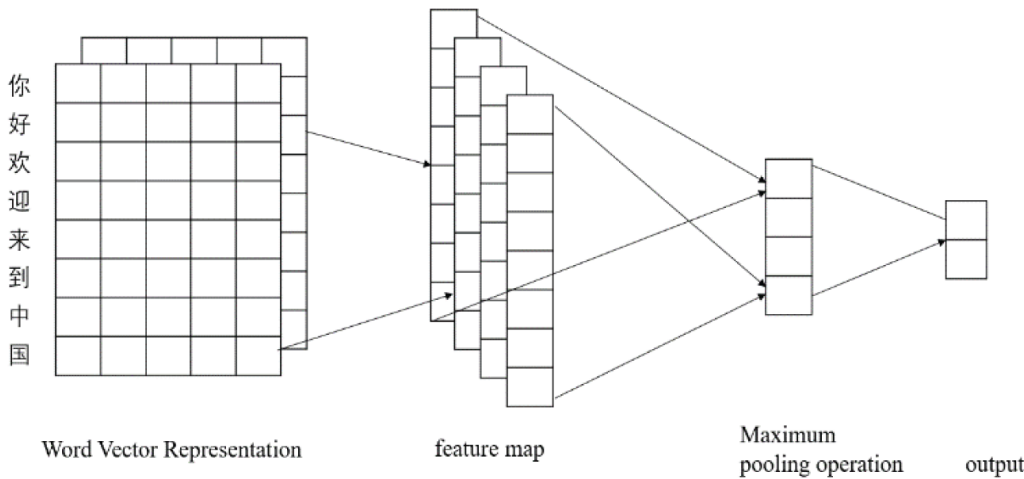 你
好
欢
迎
来
到
中
国
Word Vector Representation
feature map
Maximum
pooling operation
output